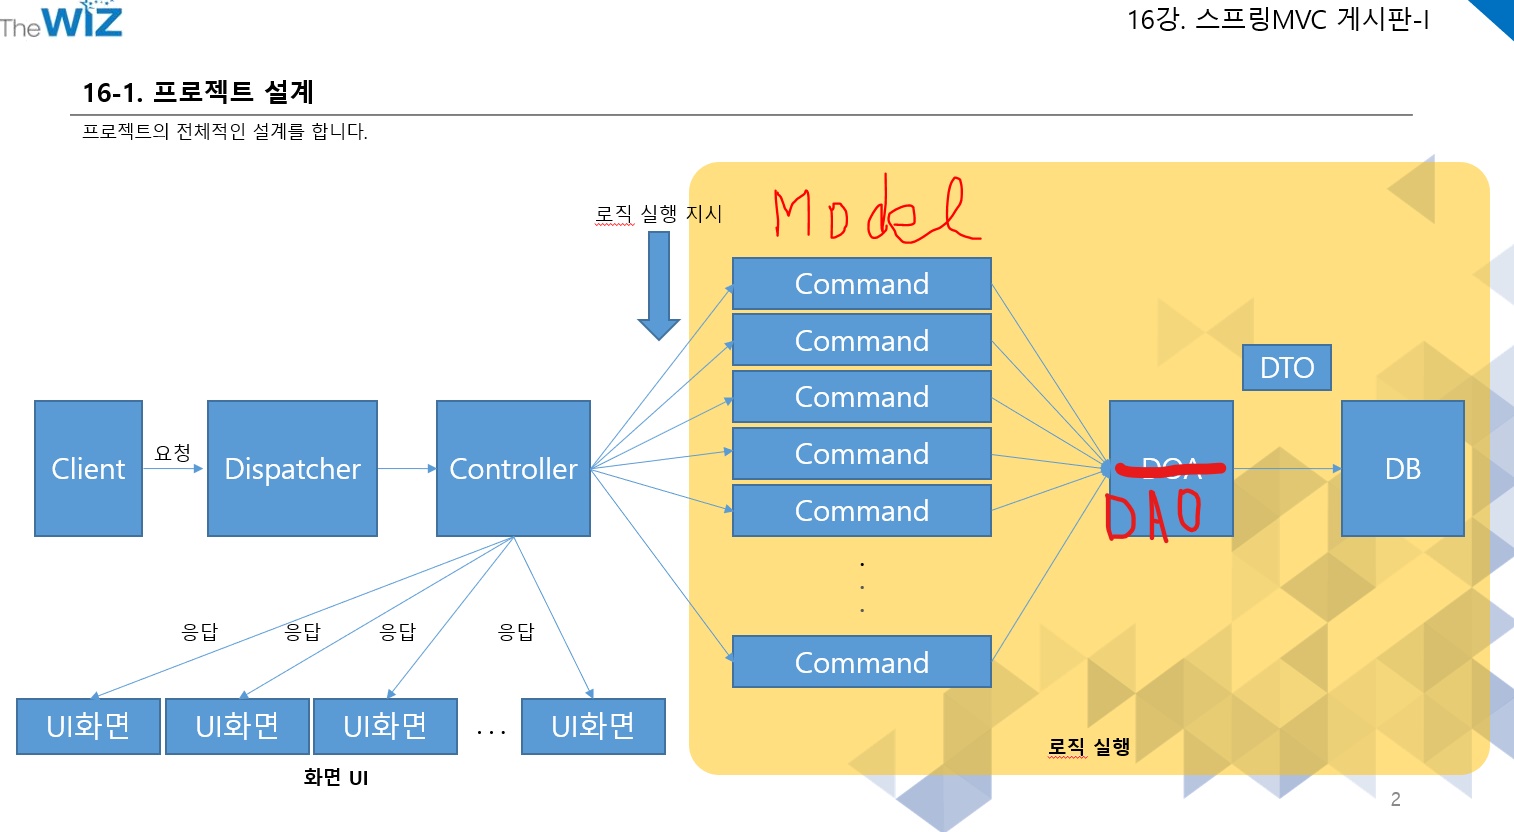 The WIZ
16강. 스프링MVC 게시판-I
16-1. 프로젝트 설계
프로젝트의 전체적인 설계를 합니다.
로직 실행 지시
Model
Command
Command
Command
Command
Command
.
.
.
Command
DTO
Client
요청
Dispatcher
Controller
DOA
DAO
DB
응답
응답
응답
응답
UI화면
UI화면
UI화면
...
UI화면
화면 UI
로직 실행
2